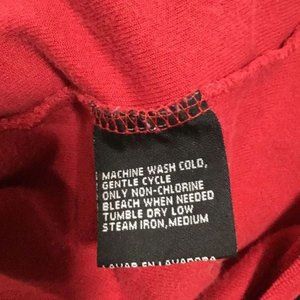 MACHINE WASH COLD,
GENTLE CYCLE
ONLY NON-CHLORINE
BLEACH WHEN NEEDED
TUMBLE DRY LOW
STEAM IRON,MEDIUM
LAVAR EN LAVADORA